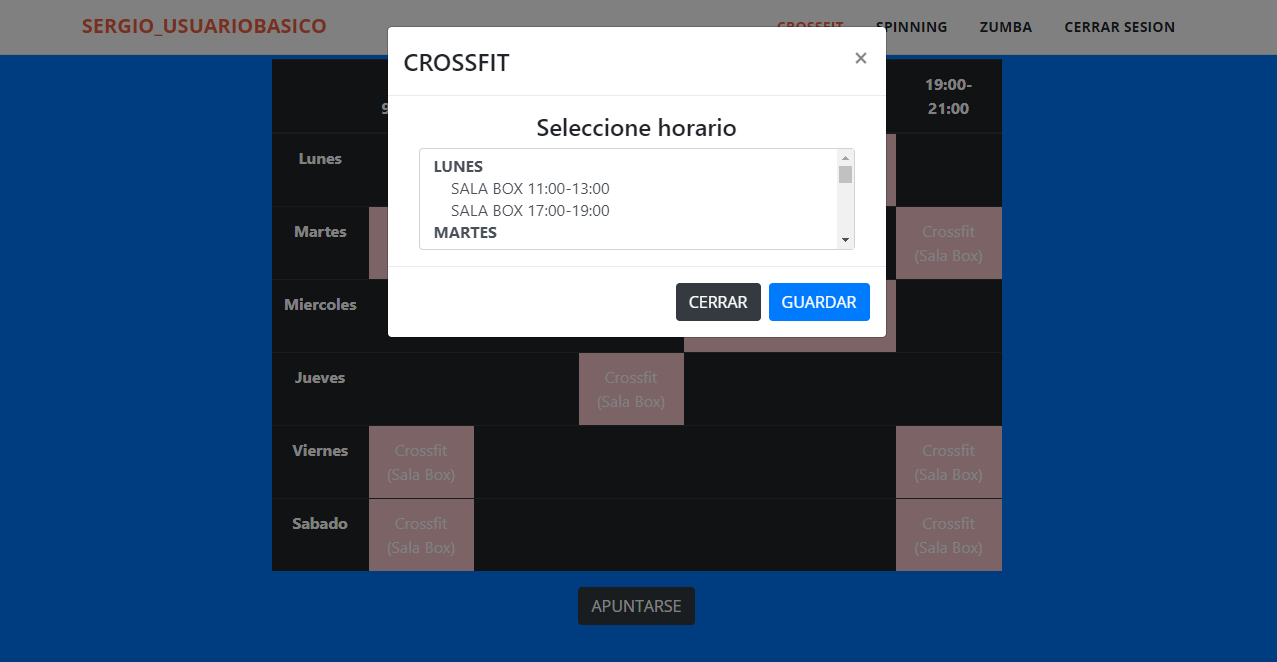 SERGIO_USUARIOBASICO
CROSSFIT SPINNING ZUMBA CERRAR SESION
CROSSFIT ×
Seleccione horario
LUNES
SALA BOX 11:00-13:00
SALA BOX 17:00-19:00
MARTES
CERRAR GUARDAR
19:00-
21:00
Lunes
Martes Crossfit
(Sala Box)
Miercoles
Jueves Crossfit
(Sala Box)
Viernes Crossfit Crossfit
(Sala Box) (Sala Box)
Sabado Crossfit Crossfit
(Sala Box) (Sala Box)
APUNTARSE